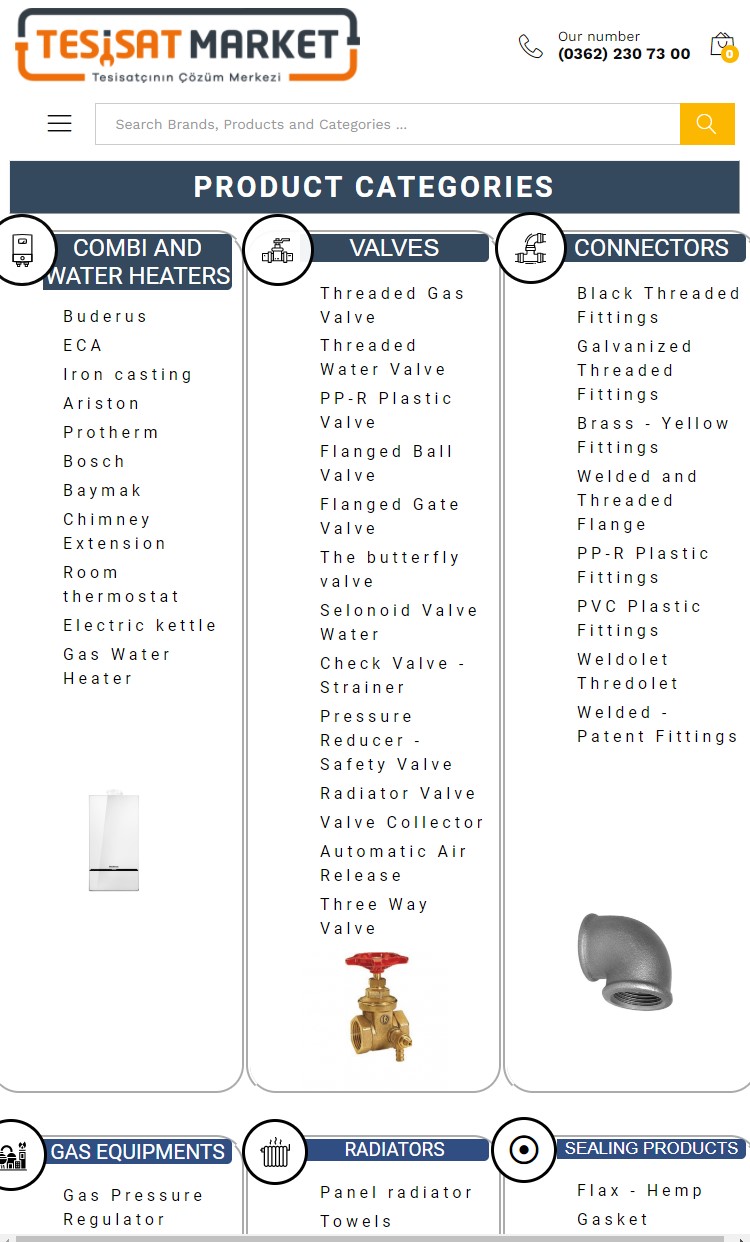 TESİSAT MARKET
Tesisatçının Çözüm Merkezi
Our number
(0362) 230 73 00
0
Search Brands, Products and Categories ...
PRODUCT CATEGORIES
COMBI AND
WATER HEATERS
Buderus
ECA
Iron casting
Ariston
Protherm
Bosch
Baymak
Chimney
Extension
Room
thermostat
Electric kettle
Gas Water
Heater
VALVES
Threaded Gas
Valve
Threaded
Water Valve
PP-R Plastic
Valve
Flanged Ball
Valve
Flanged Gate
Valve
The butterfly
valve
Selonoid Valve
Water
Check Valve -
Strainer
Pressure
Reducer -
Safety Valve
Radiator Valve
Valve Collector
Automatic Air
Release
Three Way
Valve
CONNECTORS
Black Threaded
Fittings
Galvanized
Threaded
Fittings
Brass - Yellow
Fittings
Welded and
Threaded
Flange
PP-R Plastic
Fittings
PVC Plastic
Fittings
Weldolet
Thredolet
Welded -
Patent Fittings
GAS EQUIPMENTS
Gas Pressure
Regulator
RADIATORS
Panel radiator
Towels
SEALING PRODUCTS
Flax - Hemp
Gasket